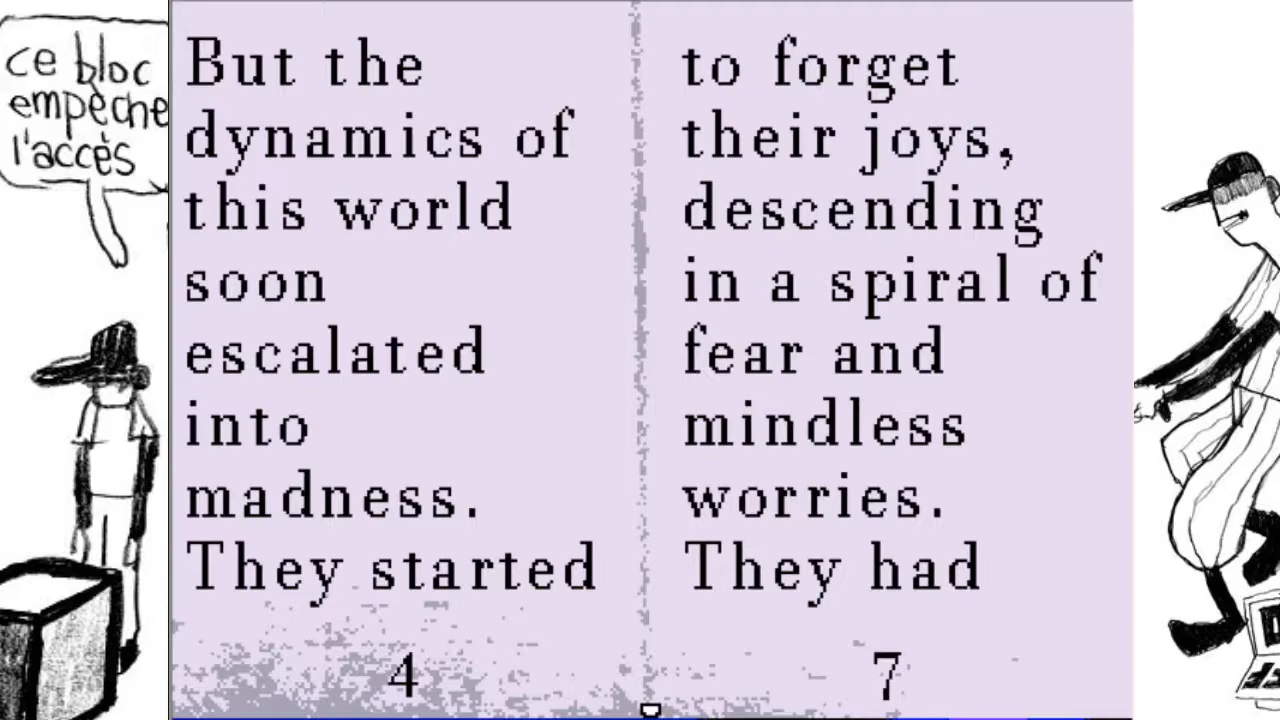 ce bloc
empêche
l'accès
But the
dynamics of
this world
soon
escalated
into
madness.
They started
4
to forget
their joys,
descending
in a spiral of
fear and
mindless
worries.
They had
7